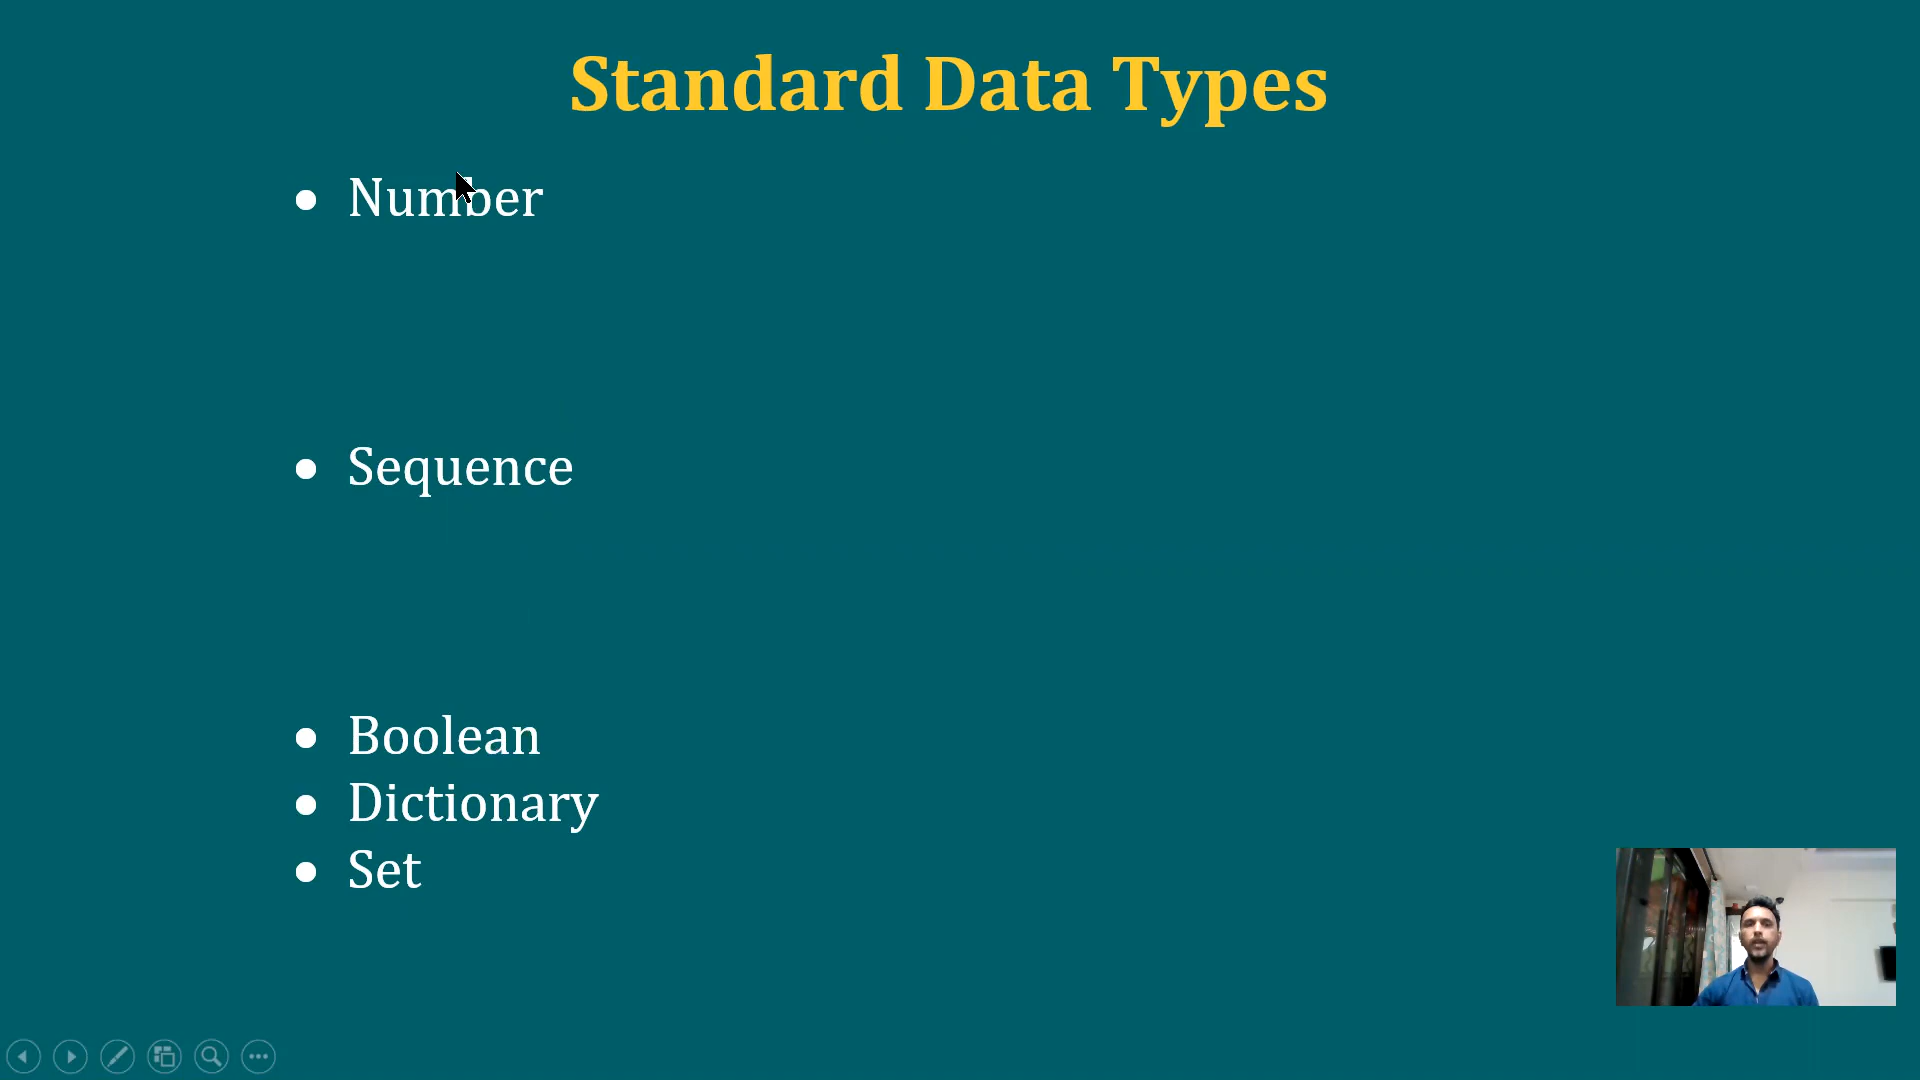 Standard Data Types
● Number
● Sequence
● Boolean
● Dictionary
● Set